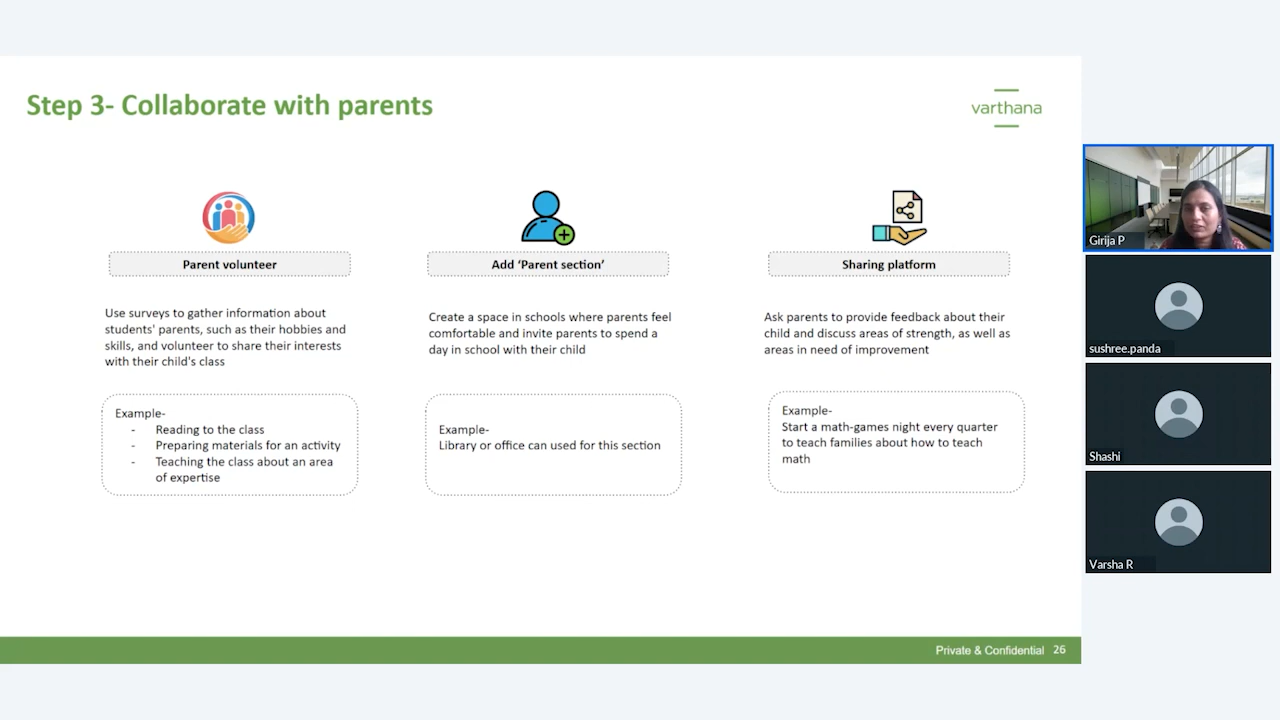 Step 3- Collaborate with parents
varthana
Parent volunteer
Use surveys to gather information about
students' parents, such as their hobbies and
skills, and volunteer to share their interests
with their child's class
Example-
- Reading to the class
- Preparing materials for an activity
- Teaching the class about an area
of expertise
Add ‘Parent section’
Create a space in schools where parents feel
comfortable and invite parents to spend a
day in school with their child
Example-
Library or office can used for this section
Sharing platform
Ask parents to provide feedback about their
child and discuss areas of strength, as well as
areas in need of improvement
Example-
Start a math-games night every quarter
to teach families about how to teach
math
Private & Confidential 26
Girija P
sushree.panda
Shashi
Varsha R